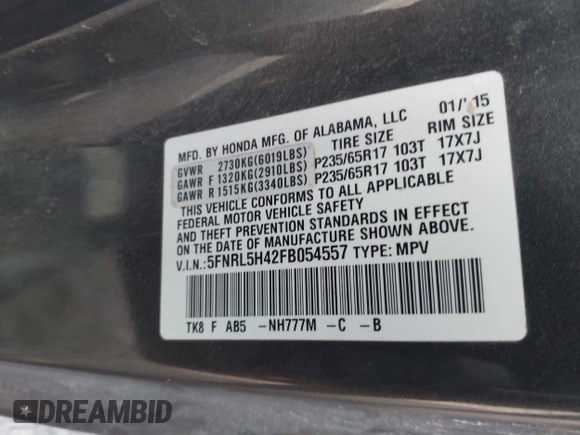 MFD. BY HONDA MFG. OF ALABAMA, LLC 01/'15
TIRE SIZE RIM SIZE
GVWR 2730KG(6019LBS)
GAWR F 1320KG(2910LBS) P235/65R17 103T 17X7J
GAWR R 1515KG(3340LBS) P235/65R17 103T 17X7J
THIS VEHICLE CONFORMS TO ALL APPLICABLE
FEDERAL MOTOR VEHICLE SAFETY
AND THEFT PREVENTION STANDARDS IN EFFECT
ON THE DATE OF MANUFACTURE SHOWN ABOVE.
V.I.N.: 5FNRL5H42FB054557 TYPE: MPV
TK8 F AB5 -NH777M -C -B
DREAMBID